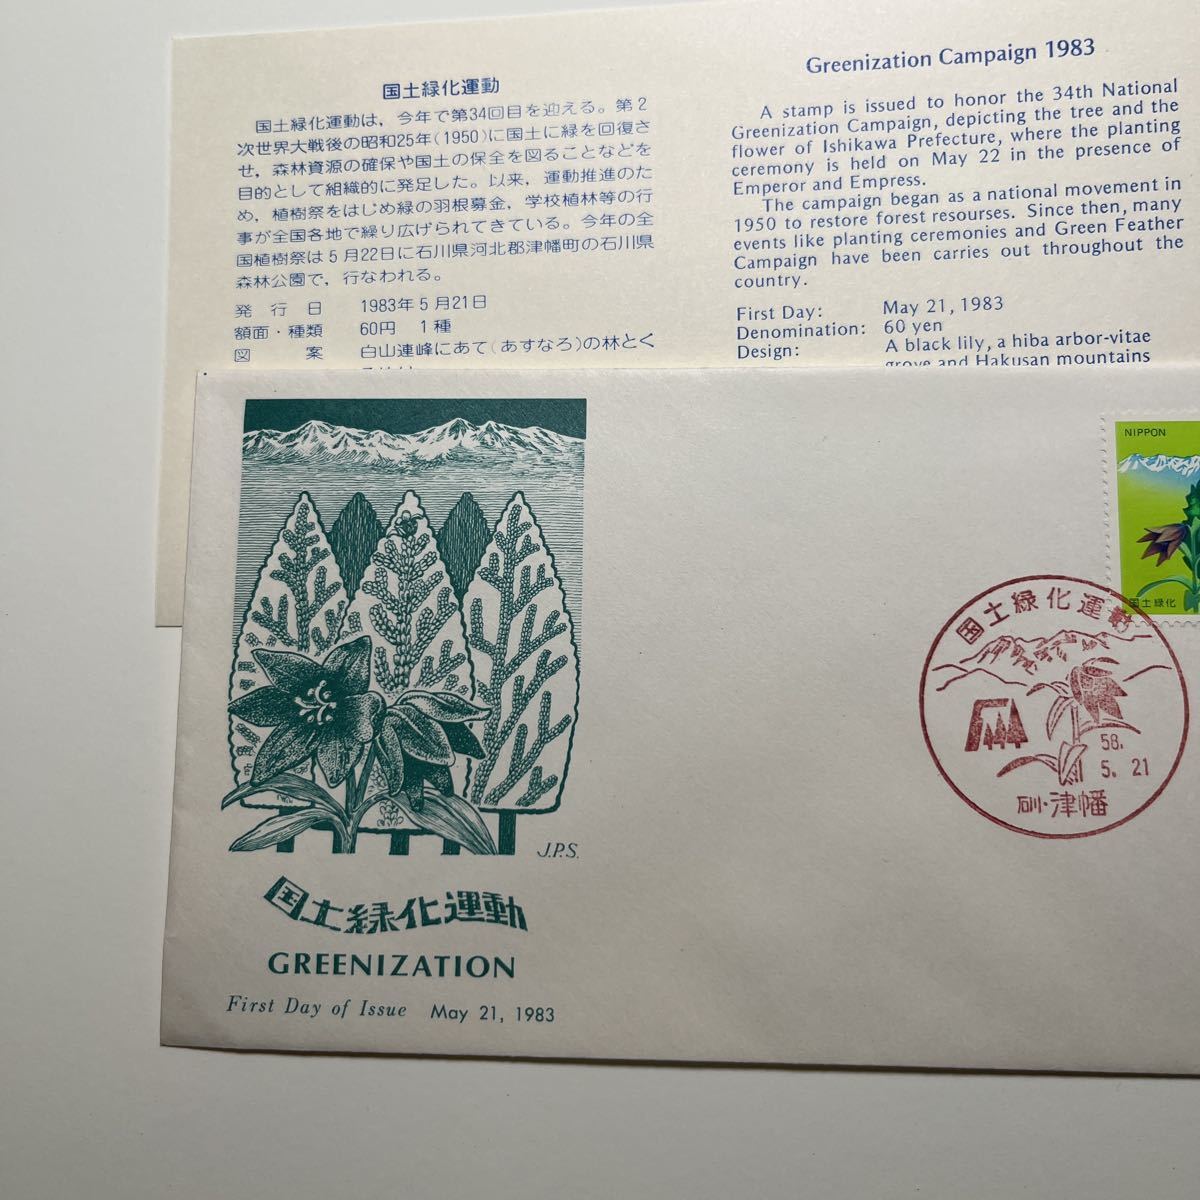 国土緑化運動
国土緑化運動は，今年で第34回目を迎える。第2
次世界大戦後の昭和25年(1950)に国土に緑を回復さ
せ，森林資源の確保や国土の保全を図ることなどを
目的として組織的に発足した。以来，運動推進のた
め，植樹祭をはじめ緑の羽根募金，学校植林等の行
事が全国各地で繰り広げられてきている。今年の全
国植樹祭は5月22日に石川県河北郡津幡町の石川県
森林公園で，行なわれる。
発行日 1983年5月21日
額面・種類 60円 1種
図案 白山連峰にあて(あすなろ)の林とく
Greenization Campaign 1983
A stamp is issued to honor the 34th National
Greenization Campaign, depicting the tree and the
flower of Ishikawa Prefecture, where the planting
ceremony is held on May 22 in the presence of
Emperor and Empress.
The campaign began as a national movement in
1950 to restore forest resourses. Since then, many
events like planting ceremonies and Green Feather
Campaign have been carries out throughout the
country.
First Day: May 21, 1983
Denomination: 60 yen
Design: A black lily, a hiba arbor-vitae
grove and Hakusan mountains
NIPPON
国土緑化
国土緑化運動
58.
5. 21
石川・津幡
J.P.S.
国土緑化運動
GREENIZATION
First Day of Issue May 21, 1983